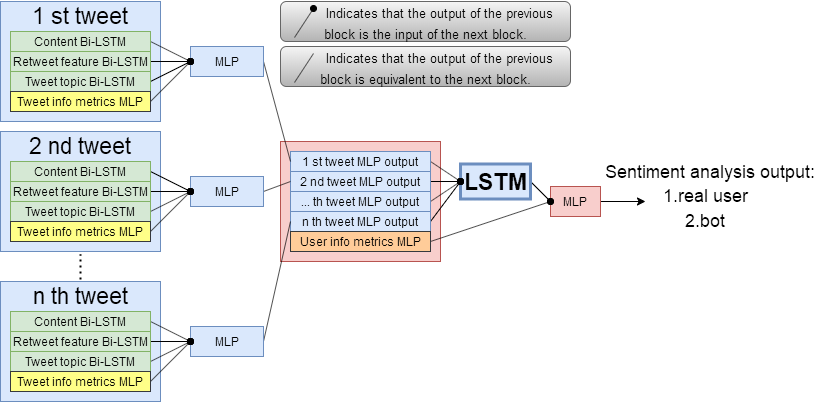 1 st tweet
Content Bi-LSTM
Retweet feature Bi-LSTM
Tweet topic Bi-LSTM
Tweet info metrics MLP
MLP
Indicates that the output of the previous
block is the input of the next block.
Indicates that the output of the previous
block is equivalent to the next block.
2 nd tweet
Content Bi-LSTM
Retweet feature Bi-LSTM
Tweet topic Bi-LSTM
Tweet info metrics MLP
MLP
1 st tweet MLP output
2 nd tweet MLP output
... th tweet MLP output
n th tweet MLP output
User info metrics MLP
LSTM
MLP
Sentiment analysis output:
1.real user
2.bot
n th tweet
Content Bi-LSTM
Retweet feature Bi-LSTM
Tweet topic Bi-LSTM
Tweet info metrics MLP
MLP